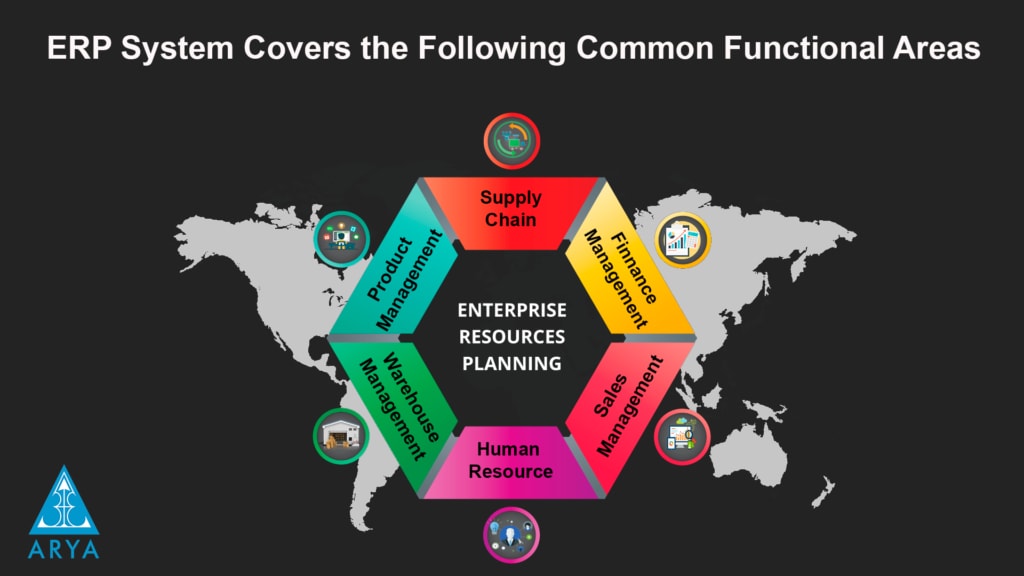 ERP System Covers the Following Common Functional Areas
Supply
Chain
Finnance
Management
Sales
Management
Human
Resource
Warehouse
Management
Product
Management
ENTERPRISE
RESOURCES
PLANNING
ARYA